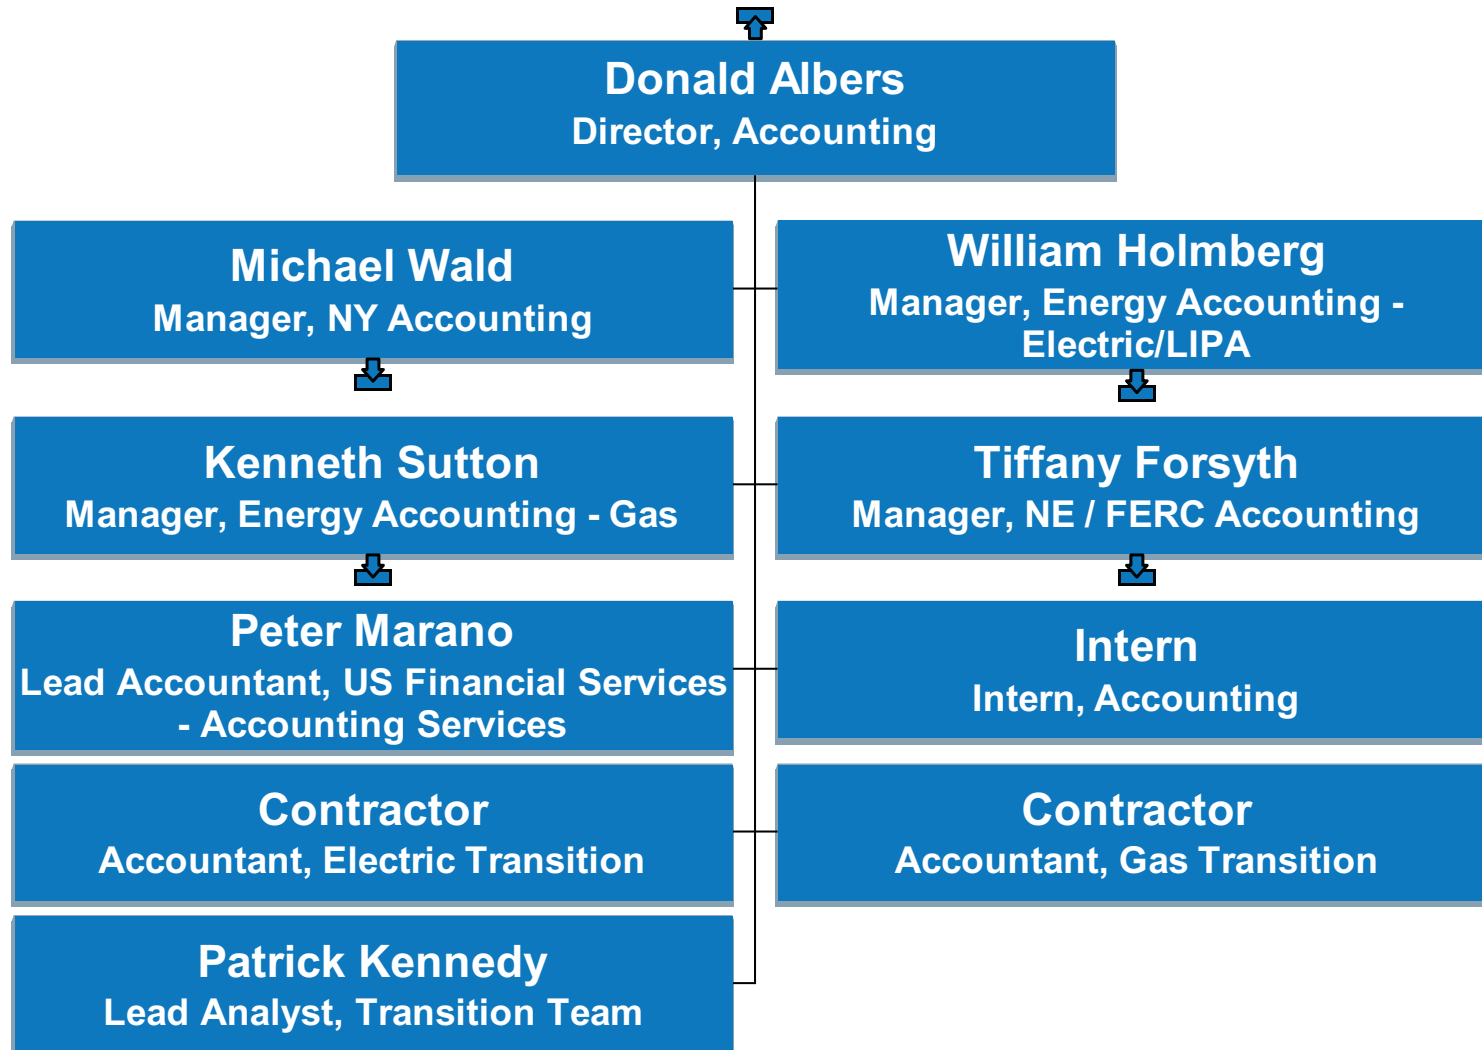 Donald Albers
Director, Accounting
Michael Wald
Manager, NY Accounting
William Holmberg
Manager, Energy Accounting -
Electric/LIPA
Kenneth Sutton
Manager, Energy Accounting - Gas
Tiffany Forsyth
Manager, NE / FERC Accounting
Peter Marano
Lead Accountant, US Financial Services
- Accounting Services
Intern
Intern, Accounting
Contractor
Accountant, Electric Transition
Contractor
Accountant, Gas Transition
Patrick Kennedy
Lead Analyst, Transition Team